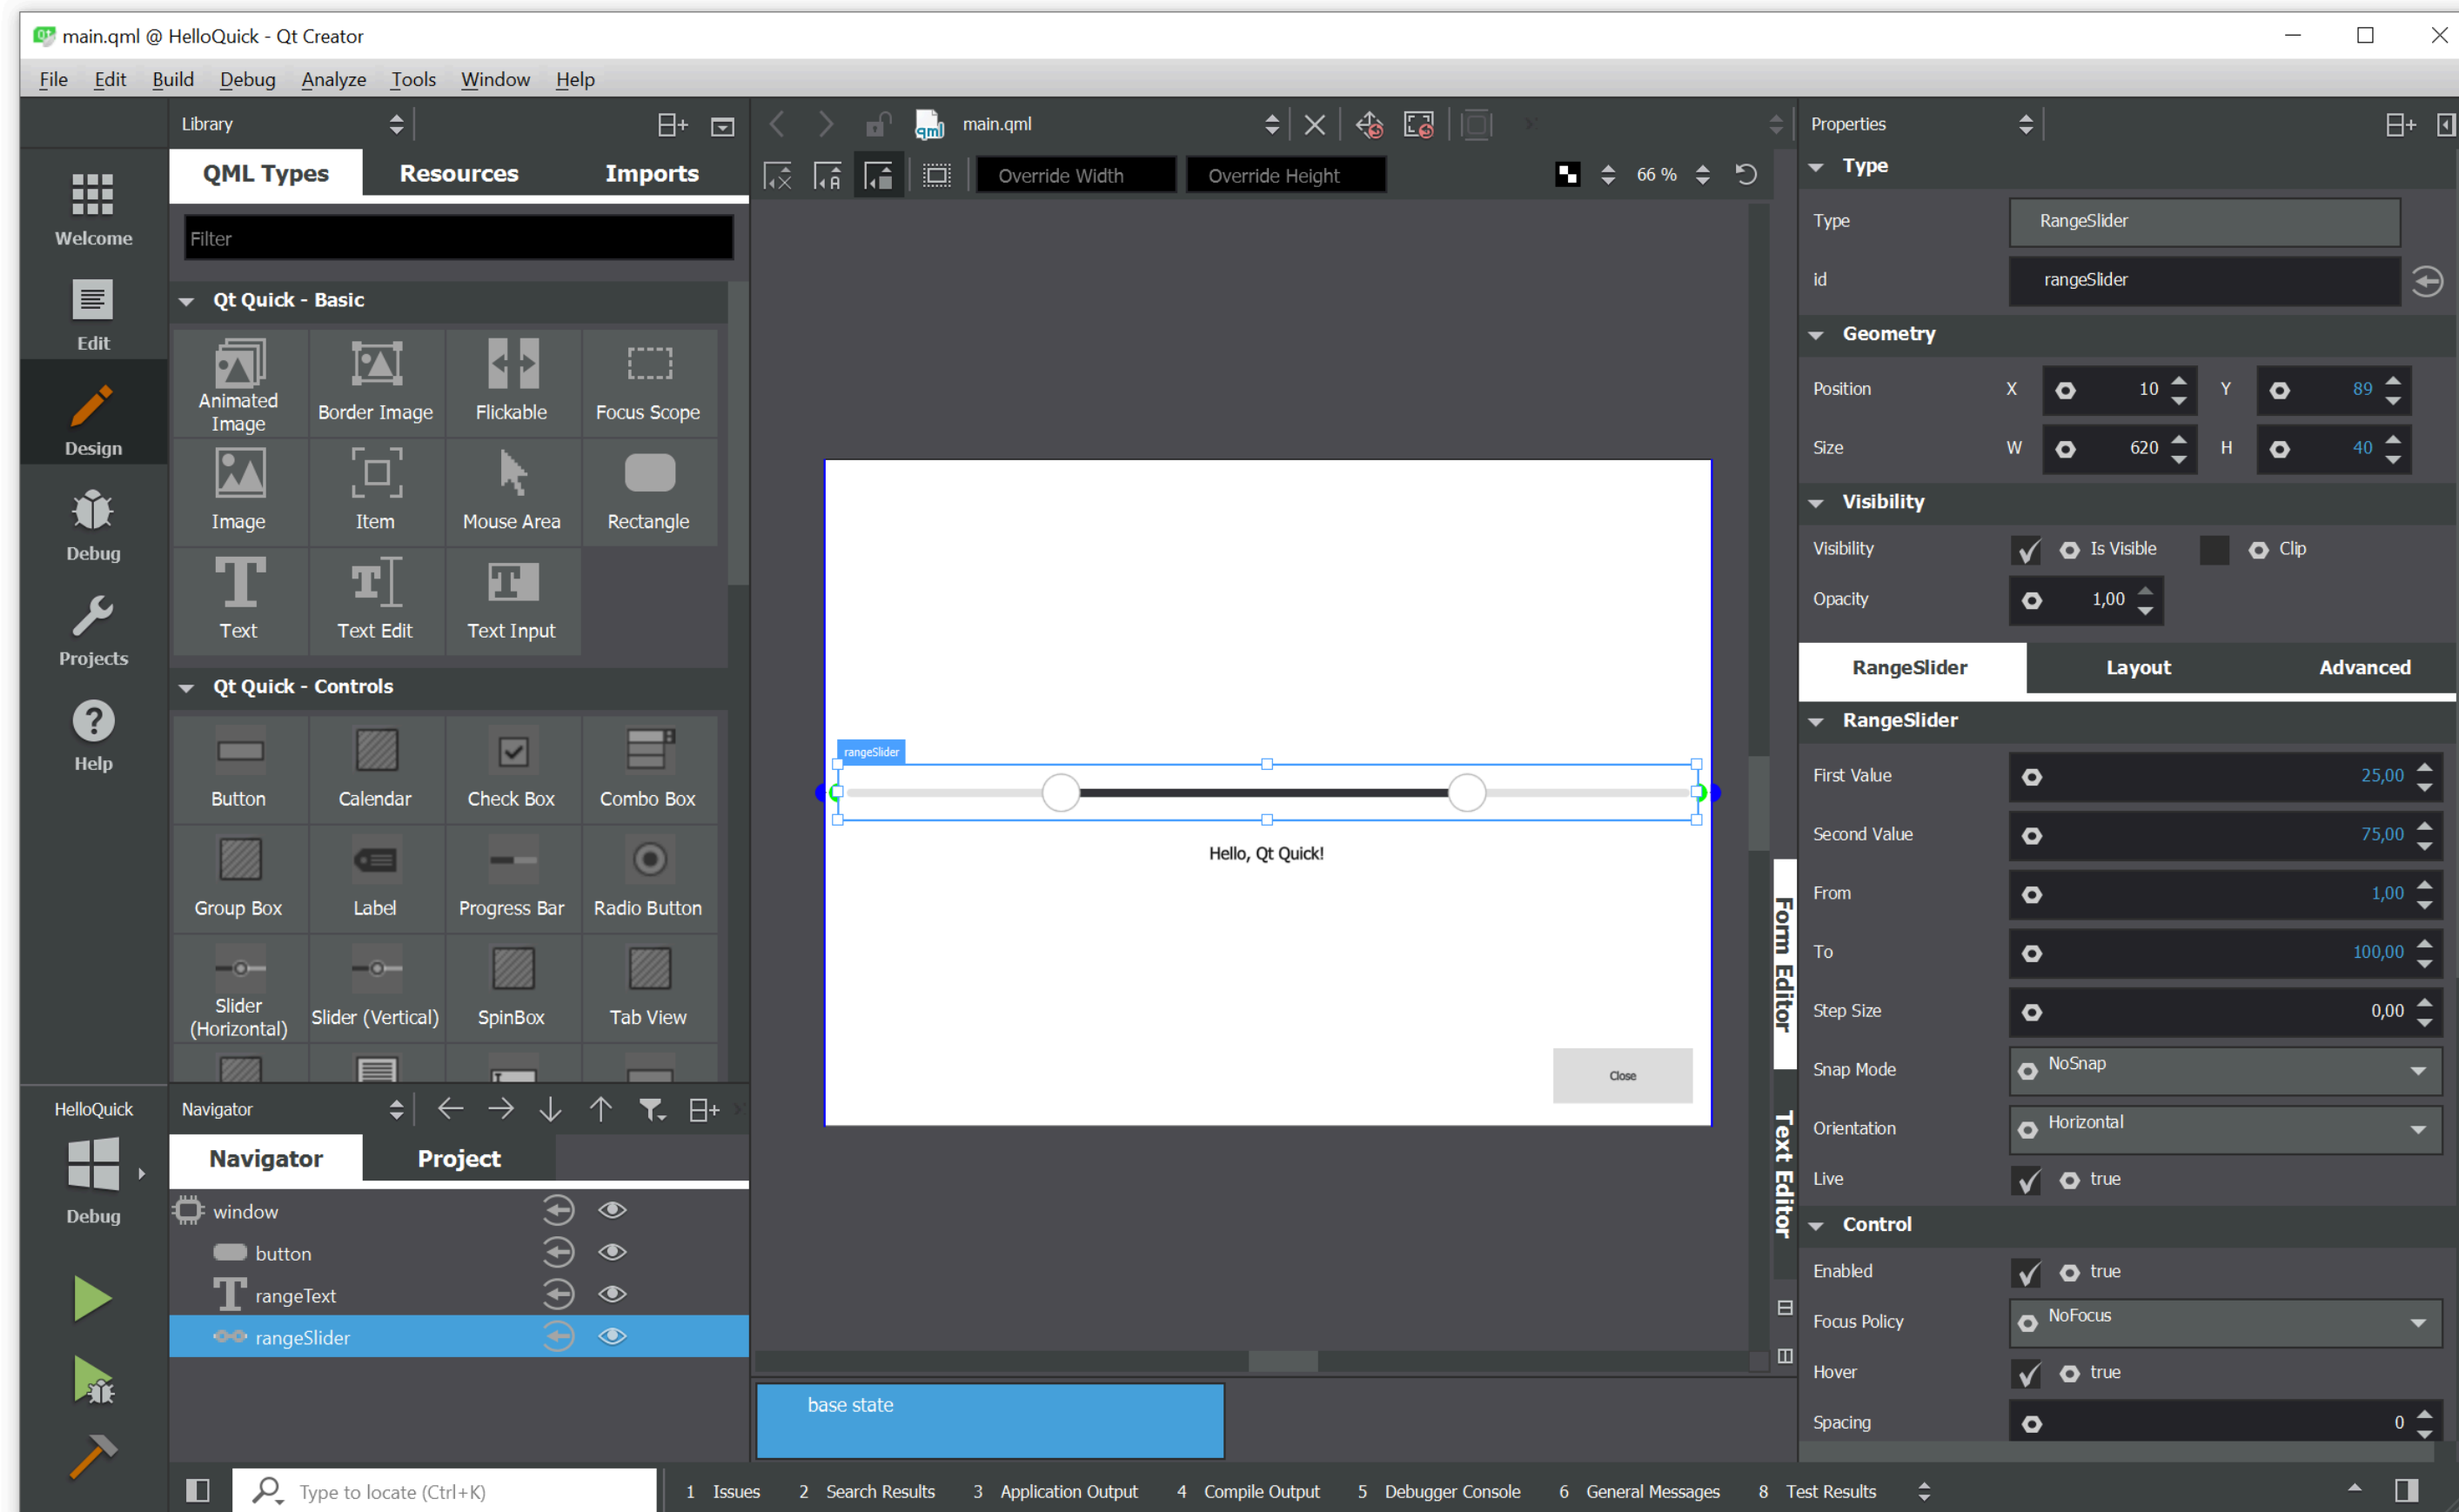 main.qml @ HelloQuick - Qt Creator
File Edit Build Debug Analyze Tools Window Help
Welcome
Edit
Design
Debug
Projects
Help
HelloQuick
Debug
Library
QML Types Resources Imports
Filter
Qt Quick - Basic
Animated Image Border Image Flickable Focus Scope
Image Item Mouse Area Rectangle
Text Text Edit Text Input
Qt Quick - Controls
Button Calendar Check Box Combo Box
Group Box Label Progress Bar Radio Button
Slider (Horizontal) Slider (Vertical) SpinBox Tab View
Navigator
Navigator Project
window
button
rangeText
rangeSlider
main.qml
Override Width Override Height 66 %
rangeSlider
Hello, Qt Quick!
Close
Form Editor
Text Editor
base state
Properties
Type
Type RangeSlider
id rangeSlider
Geometry
Position X 10 Y 89
Size W 620 H 40
Visibility
Visibility Is Visible Clip
Opacity 1,00
RangeSlider Layout Advanced
RangeSlider
First Value 25,00
Second Value 75,00
From 1,00
To 100,00
Step Size 0,00
Snap Mode NoSnap
Orientation Horizontal
Live true
Control
Enabled true
Focus Policy NoFocus
Hover true
Spacing 0
Type to locate (Ctrl+K) 1 Issues 2 Search Results 3 Application Output 4 Compile Output 5 Debugger Console 6 General Messages 8 Test Results